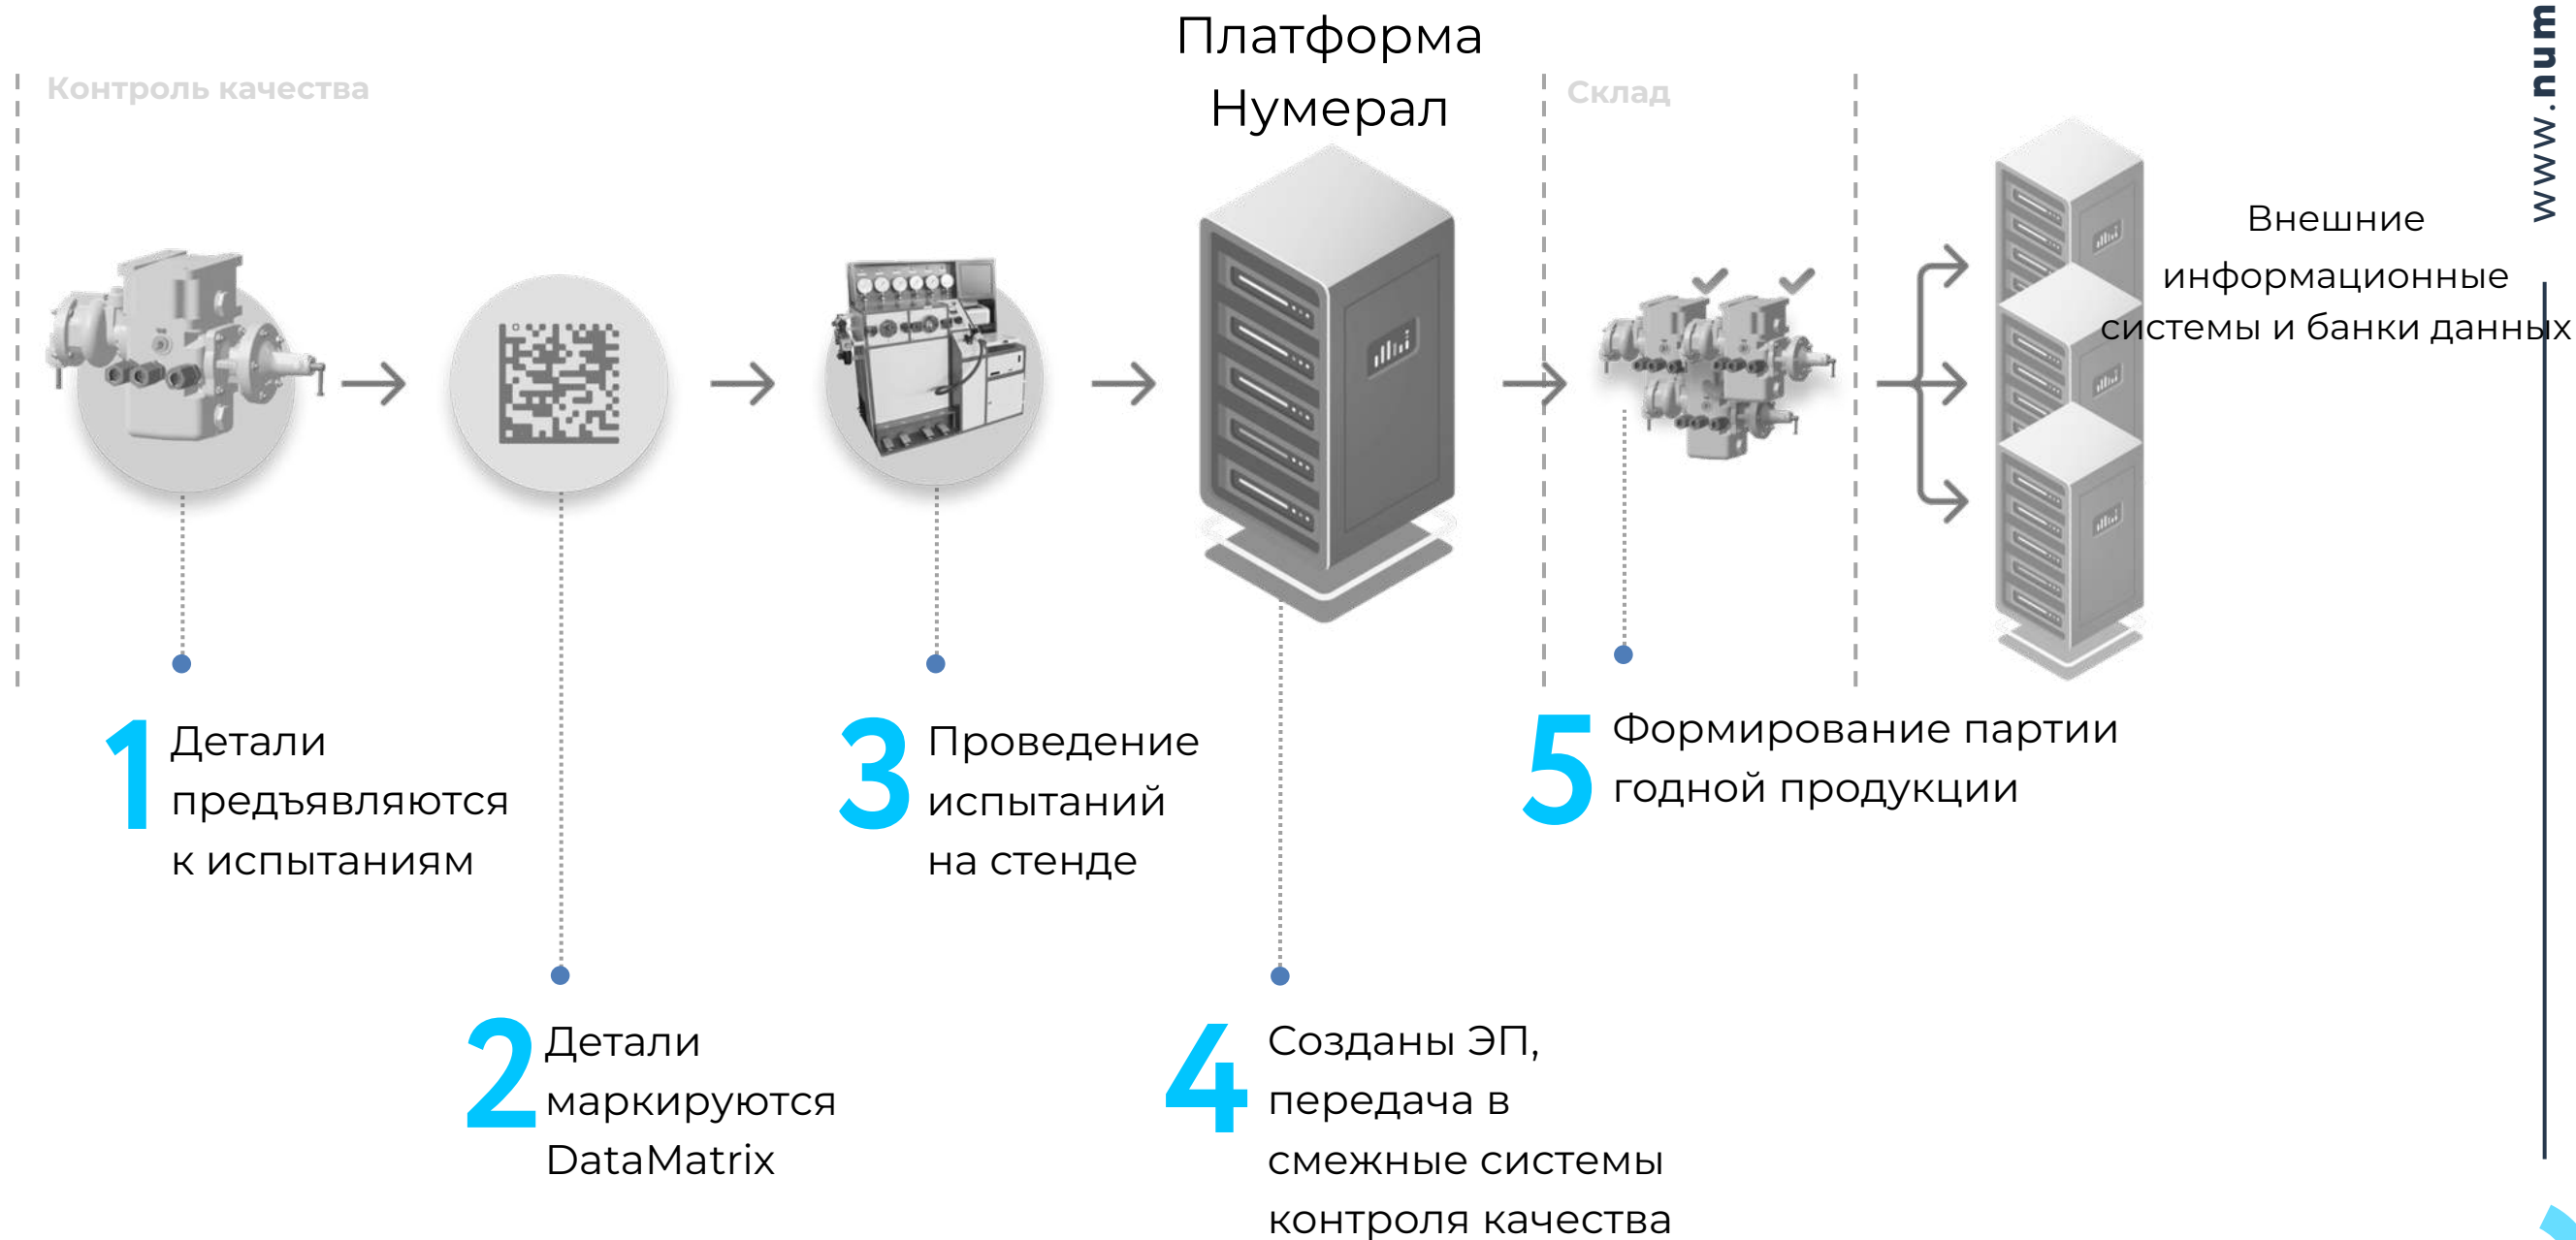 Платформа
Нумерал
Контроль качества
Склад
www.num
Внешние
информационные
системы и банки данных
1
Детали
предъявляются
к испытаниям
2
Детали
маркируются
DataMatrix
3
Проведение
испытаний
на стенде
4
Созданы ЭП,
передача в
смежные системы
контроля качества
5
Формирование партии
годной продукции